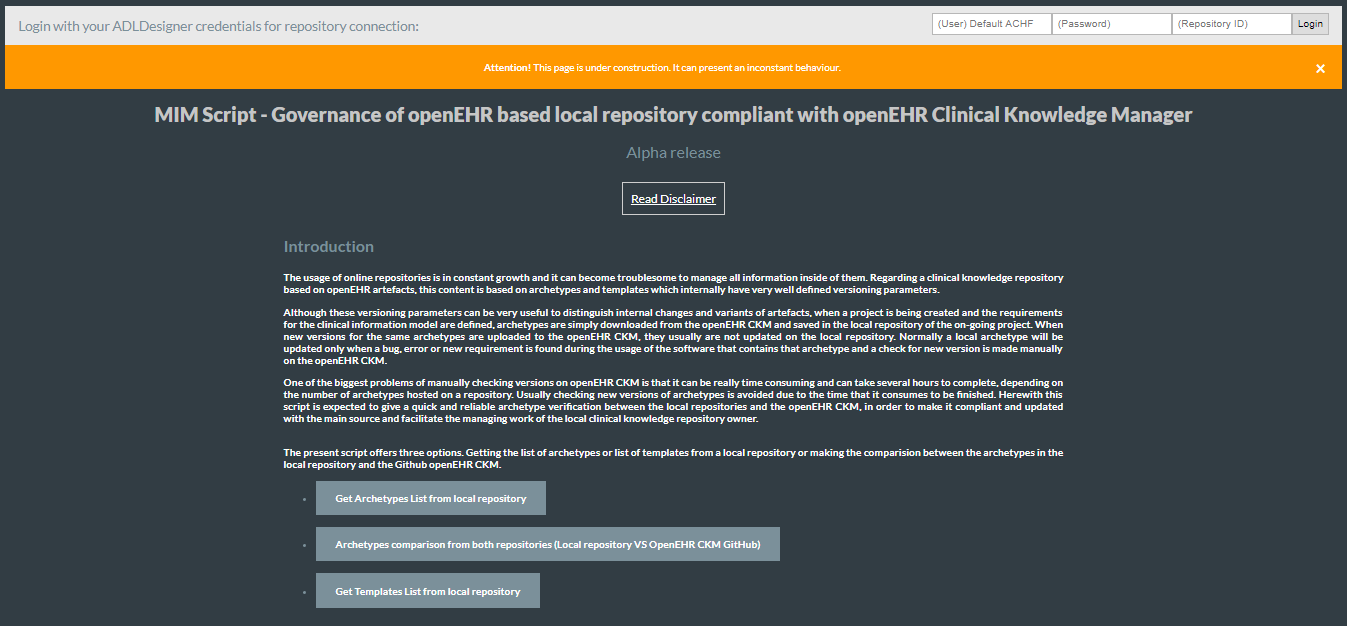 Login with your ADLDesigner credentials for repository connection:
(User) Default ACHF
(Password)
(Repository ID)
Login
Attention! This page is under construction. It can present an inconstant behaviour.
×
MIM Script - Governance of openEHR based local repository compliant with openEHR Clinical Knowledge Manager
Alpha release
Read Disclaimer
Introduction
The usage of online repositories is in constant growth and it can become troublesome to manage all information inside of them. Regarding a clinical knowledge repository
based on openEHR artefacts, this content is based on archetypes and templates which internally have very well defined versioning parameters.
Although these versioning parameters can be very useful to distinguish internal changes and variants of artefacts, when a project is being created and the requirements
for the clinical information model are defined, archetypes are simply downloaded from the openEHR CKM and saved in the local repository of the on-going project. When
new versions for the same archetypes are uploaded to the openEHR CKM, they usually are not updated on the local repository. Normally a local archetype will be
updated only when a bug, error or new requirement is found during the usage of the software that contains that archetype and a check for new version is made manually
on the openEHR CKM.
One of the biggest problems of manually checking versions on openEHR CKM is that it can be really time consuming and can take several hours to complete, depending on
the number of archetypes hosted on a repository. Usually checking new versions of archetypes is avoided due to the time that it consumes to be finished. Herewith this
script is expected to give a quick and reliable archetype verification between the local repositories and the openEHR CKM, in order to make it compliant and updated
with the main source and facilitate the managing work of the local clinical knowledge repository owner.
The present script offers three options. Getting the list of archetypes or list of templates from a local repository or making the comparision between the archetypes in the
local repository and the Github openEHR CKM.
Get Archetypes List from local repository
Archetypes comparison from both repositories (Local repository VS OpenEHR CKM GitHub)
Get Templates List from local repository